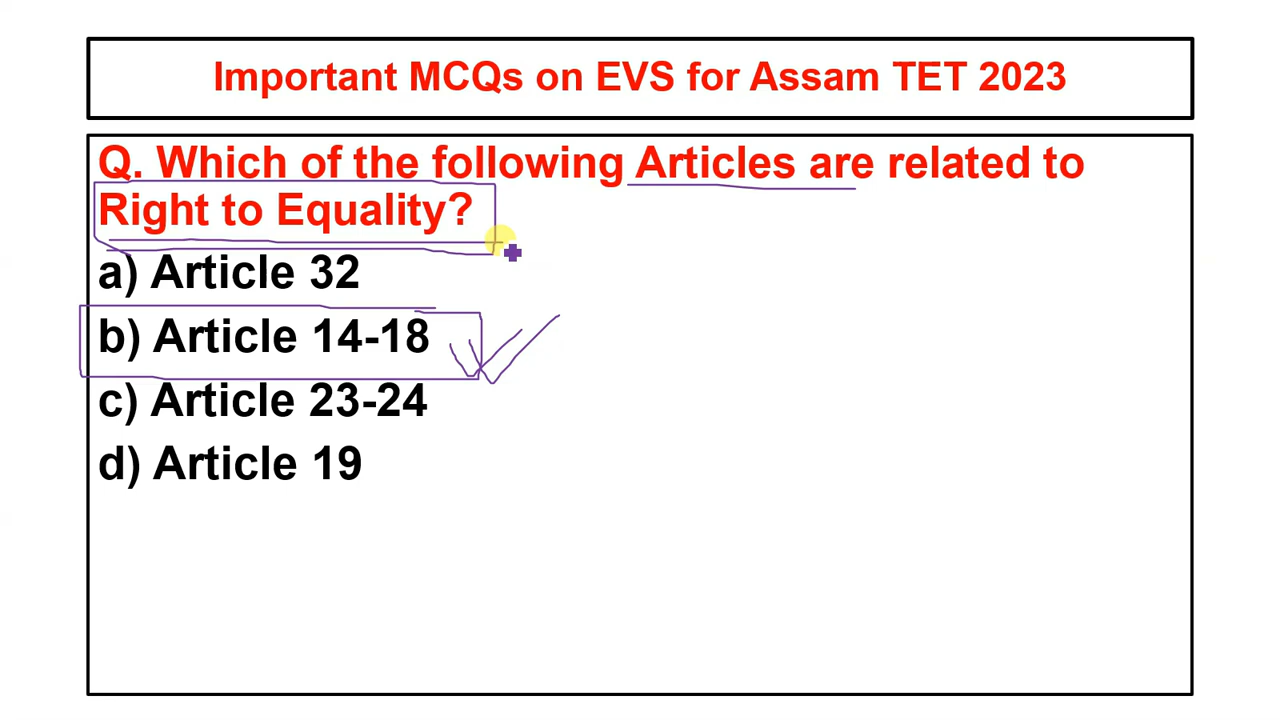 Important MCQs on EVS for Assam TET 2023
Q. Which of the following Articles are related to
Right to Equality?
a) Article 32
b) Article 14-18
c) Article 23-24
d) Article 19